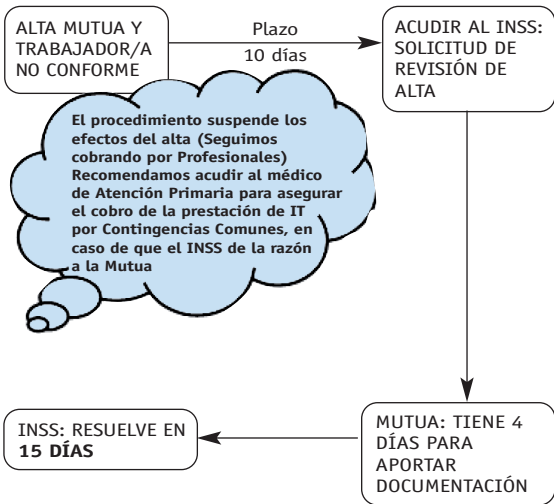 ALTA MUTUA Y
TRABAJADOR/A
NO CONFORME
Plazo
10 días
ACUDIR AL INSS:
SOLICITUD DE
REVISIÓN DE
ALTA
El procedimiento suspende los
efectos del alta (Seguimos
cobrando por Profesionales)
Recomendamos acudir al médico
de Atención Primaria para asegurar
el cobro de la prestación de IT
por Contingencias Comunes, en
caso de que el INSS de la razón
a la Mutua
MUTUA: TIENE 4
DÍAS PARA
APORTAR
DOCUMENTACIÓN
INSS: RESUELVE EN
15 DÍAS